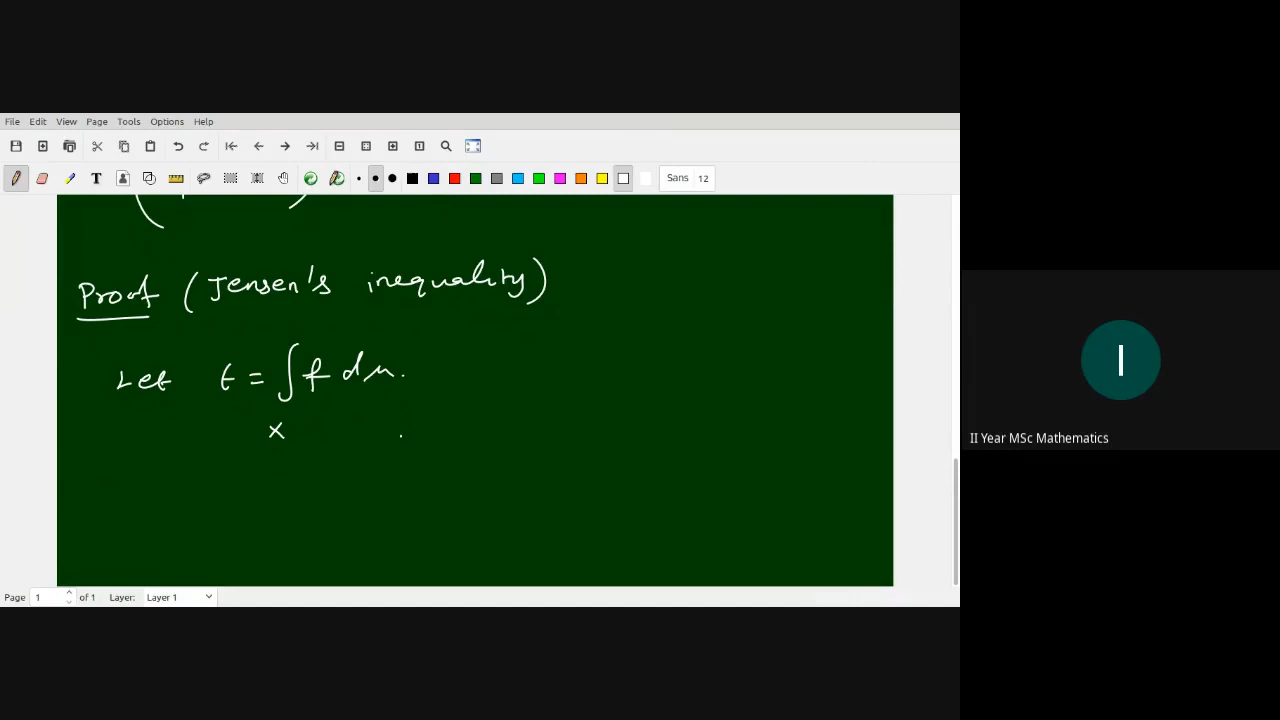 File Edit View Page Tools Options Help
Sans 12
Proof (Jensen's inequality)
Let t = ∫ f dμ.
X
I
II Year MSc Mathematics
Page 1 of 1 Layer: Layer 1